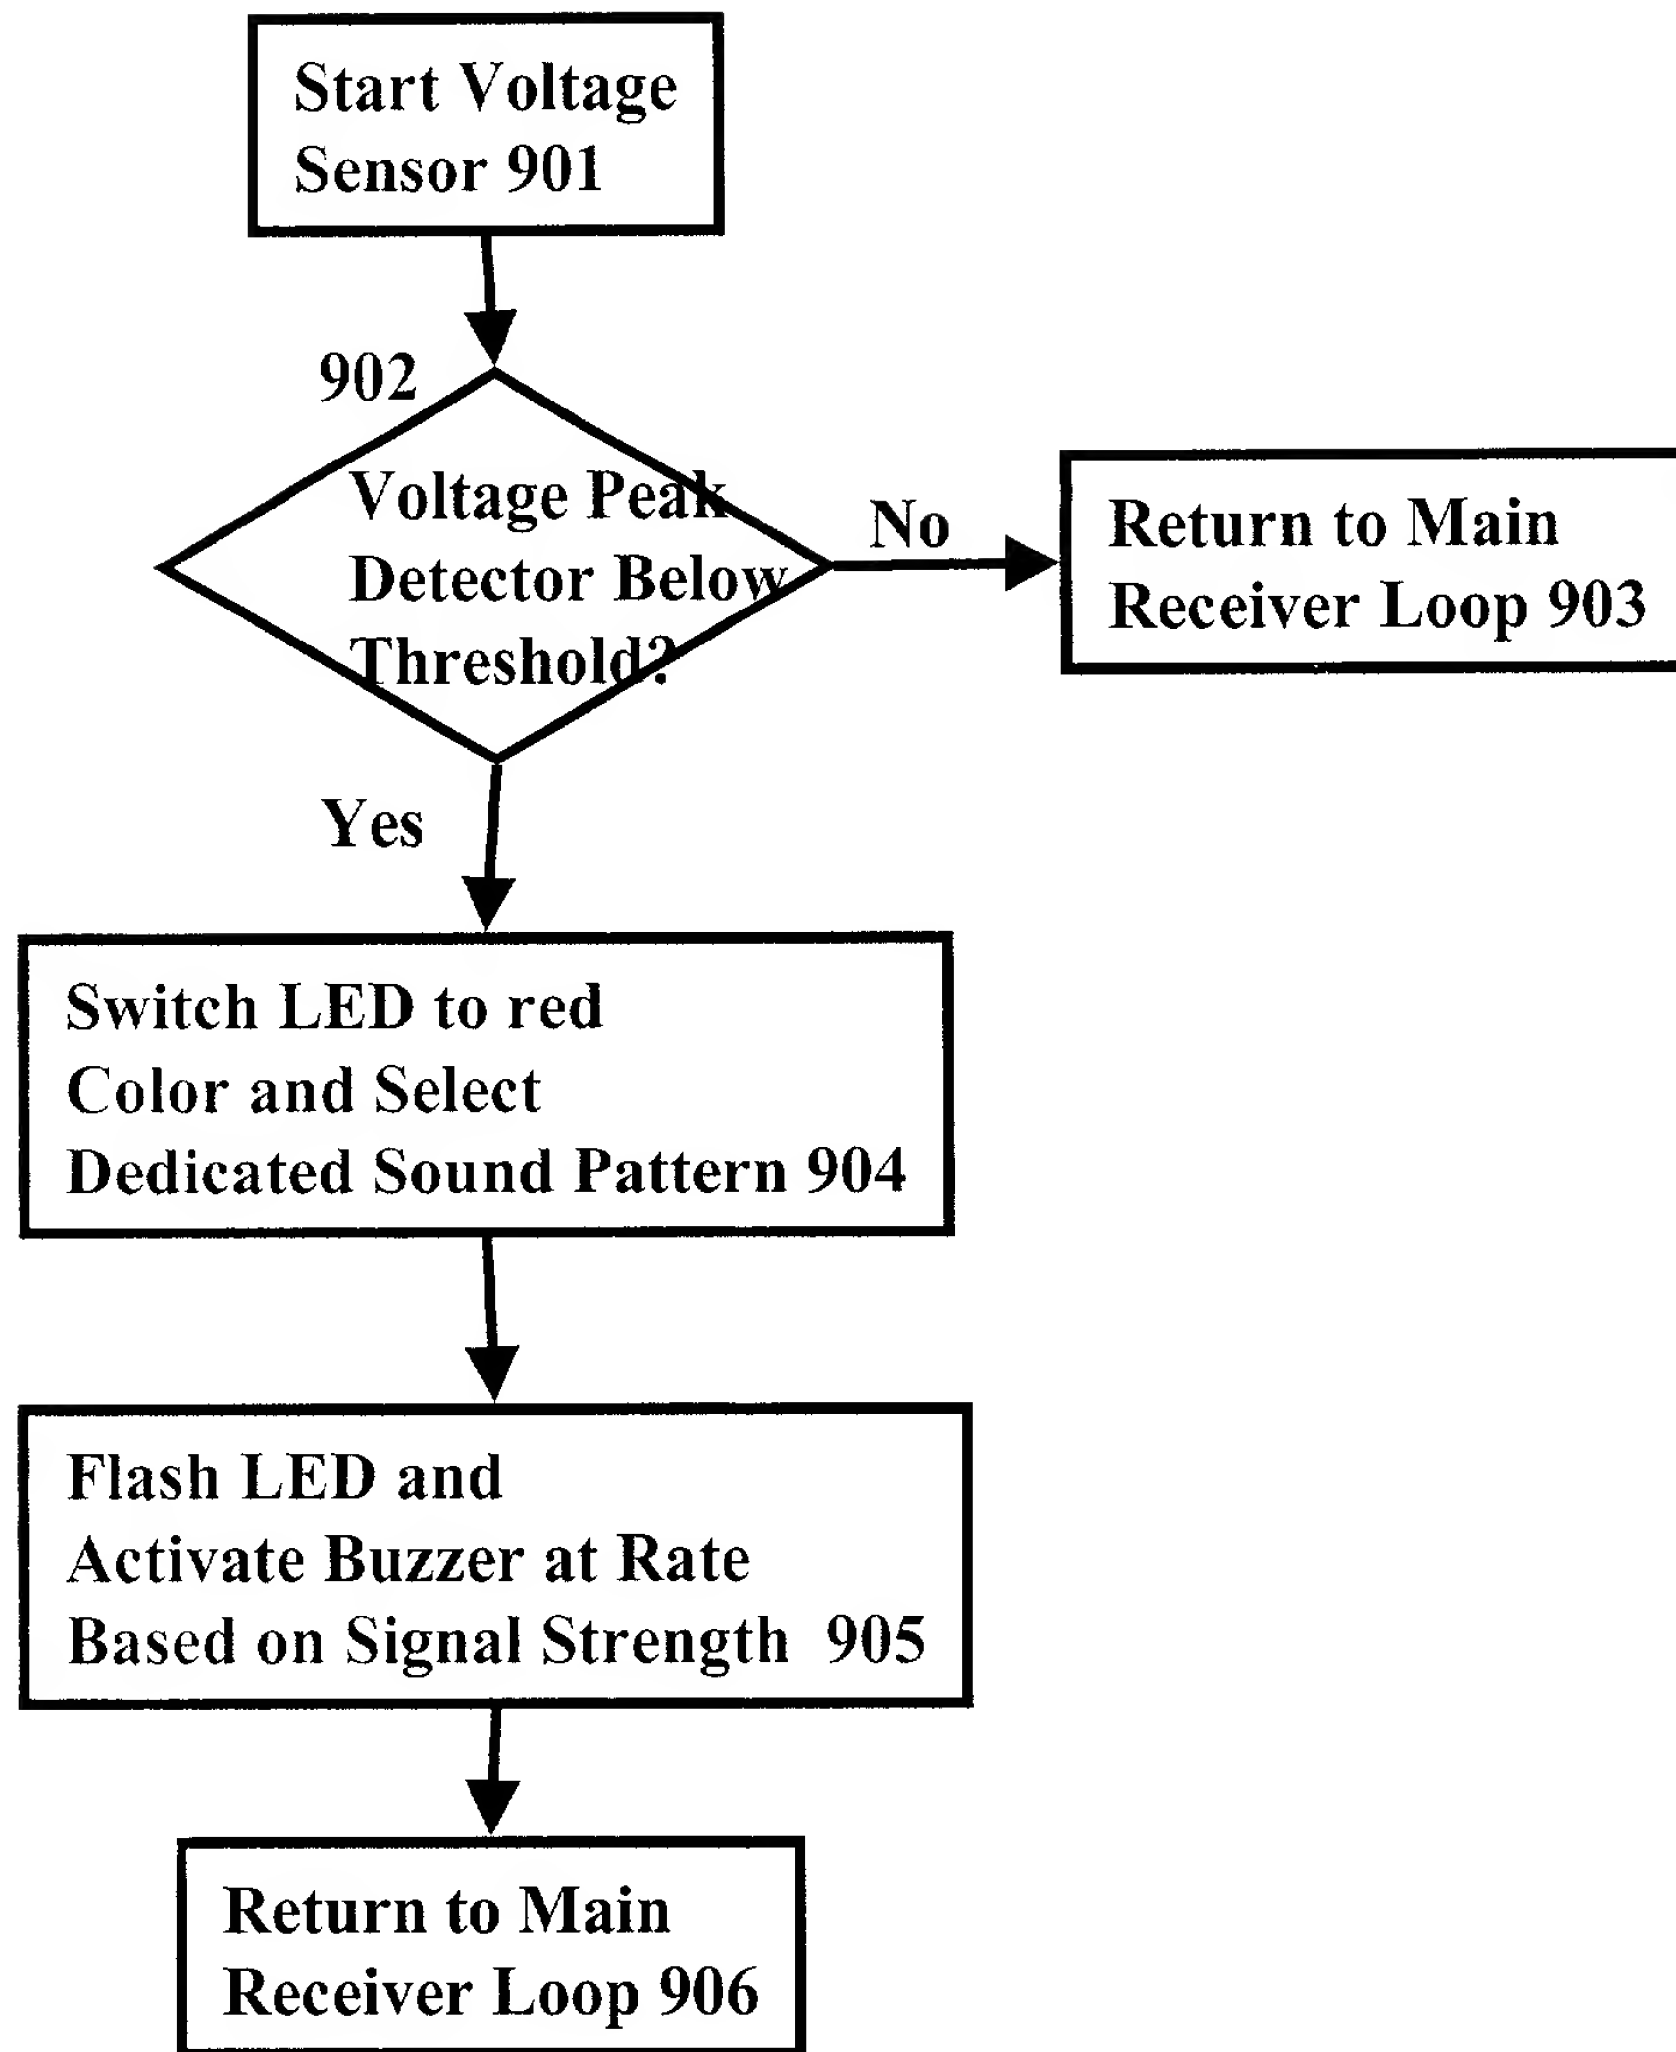 Start Voltage
Sensor 901
902
Voltage Peak
Detector Below
Threshold?
No
Return to Main
Receiver Loop 903
Yes
Switch LED to red
Color and Select
Dedicated Sound Pattern 904
Flash LED and
Activate Buzzer at Rate
Based on Signal Strength 905
Return to Main
Receiver Loop 906